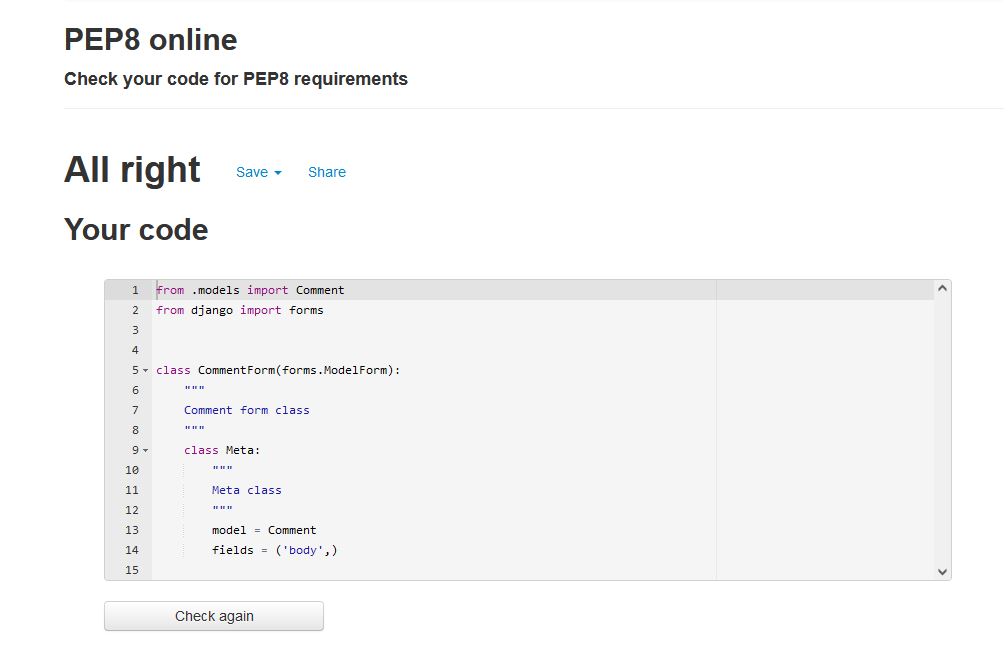 PEP8 online
Check your code for PEP8 requirements
All right Save Share
Your code
1 from .models import Comment
2 from django import forms
3
4
5 class CommentForm(forms.ModelForm):
6 """
7 Comment form class
8 """
9 class Meta:
10 """
11 Meta class
12 """
13 model = Comment
14 fields = ('body',)
15
Check again